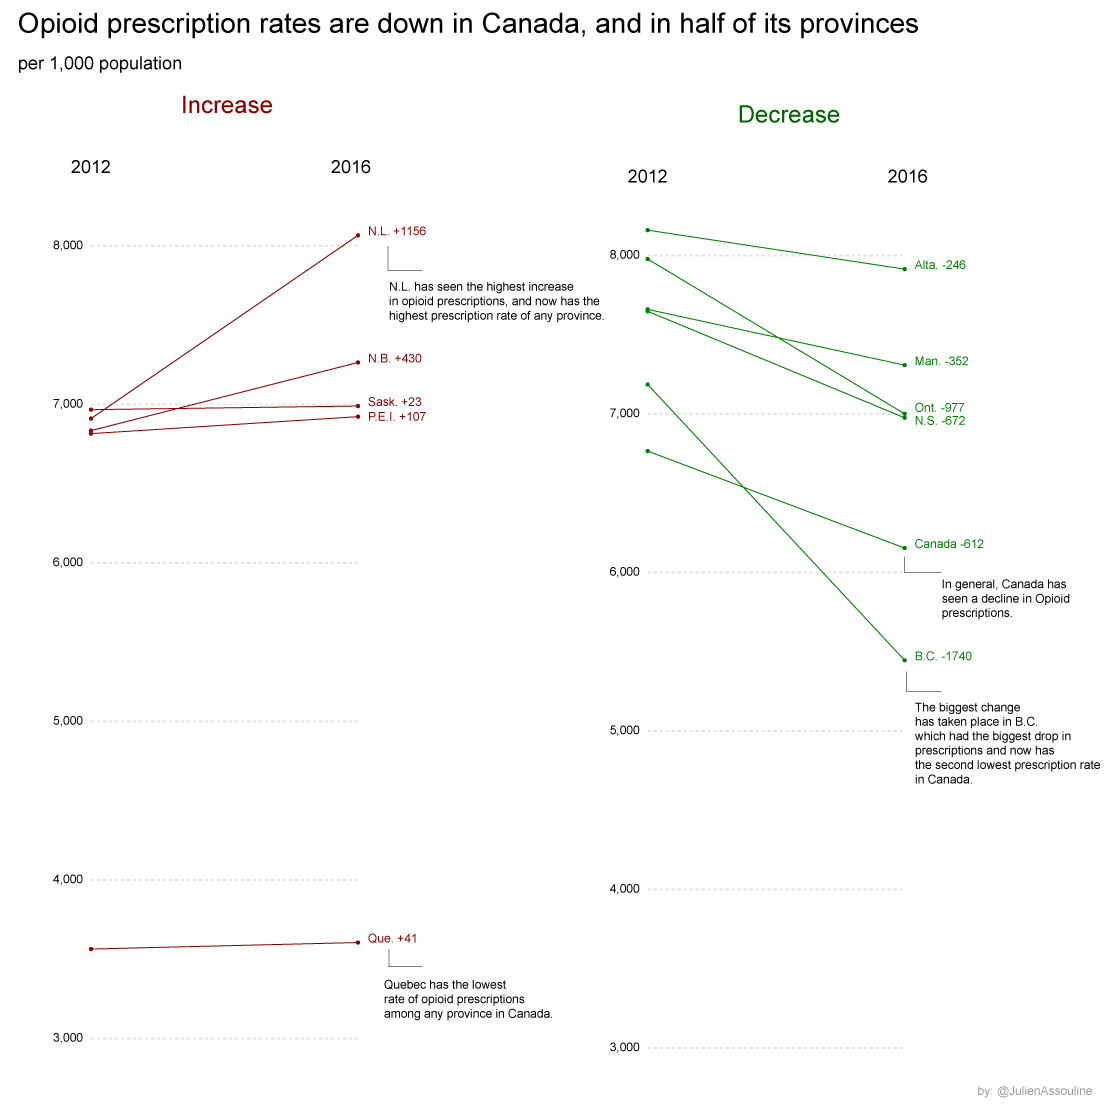 Opioid prescription rates are down in Canada, and in half of its provinces
per 1,000 population
Increase
2012
2016
8,000
N.L. +1156
N.L. has seen the highest increase
in opioid prescriptions, and now has the
highest prescription rate of any province.
N.B. +430
7,000
Sask. +23
P.E.I. +107
6,000
5,000
4,000
Que. +41
Quebec has the lowest
rate of opioid prescriptions
among any province in Canada.
3,000
Decrease
2012
2016
8,000
Alta. -246
Man. -352
7,000
Ont. -977
N.S. -672
Canada -612
6,000
In general, Canada has
seen a decline in Opioid
prescriptions.
B.C. -1740
The biggest change
has taken place in B.C.
which had the biggest drop in
prescriptions and now has
the second lowest prescription rate
in Canada.
5,000
4,000
3,000
by: @JulienAssouline